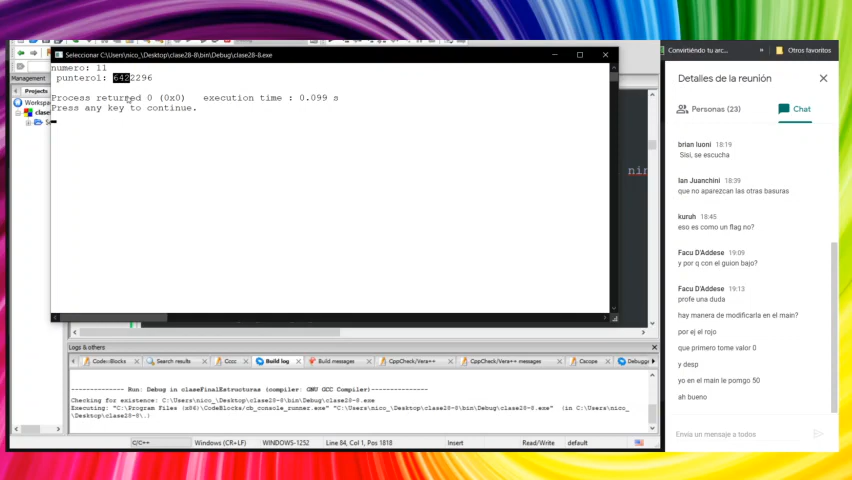 Seleccionar C:\Users\nico_\Desktop\clase28-8\bin\Debug\clase28-8.exe
Convirtiéndo tu arc...
»
Otros favoritos
numero: 11
punterol: 6422296
Process returned 0 (0x0) execution time : 0.099 s
Press any key to continue.
Management
Projects
Workspa
clase
Detalles de la reunión
Personas (23)
Chat
brian luoni 18:19
Sisi, se escucha
Ian Juanchini 18:39
que no aparezcan las otras basuras
kuruh 18:45
eso es como un flag no?
Facu D'Addese 19:09
y por q con el guion bajo?
Facu D'Addese 19:13
profe una duda
hay manera de modificarla en el main?
por ej el rojo
que primero tome valor 0
y desp
yo en el main le pomgo 50
ah bueno
Envía un mensaje a todos
Logs & others
Code::Blocks
Search results
Cccc
Build log
Build messages
CppCheck/Vera++
CppCheck/Vera++ messages
Cscope
Debugge
-------------- Run: Debug in claseFinalEstructuras (compiler: GNU GCC Compiler)---------------
Checking for existence: C:\Users\nico_\Desktop\clase28-8\bin\Debug\clase28-8.exe
Executing: "C:\Program Files (x86)\CodeBlocks/cb_console_runner.exe" "C:\Users\nico_\Desktop\clase28-8\bin\Debug\clase28-8.exe" (in C:\Users\nico_
\Desktop\clase28-8\.)
C/C++
Windows (CR+LF)
WINDOWS-1252
Line 84, Col 1, Pos 1818
Insert
Read/Write
default